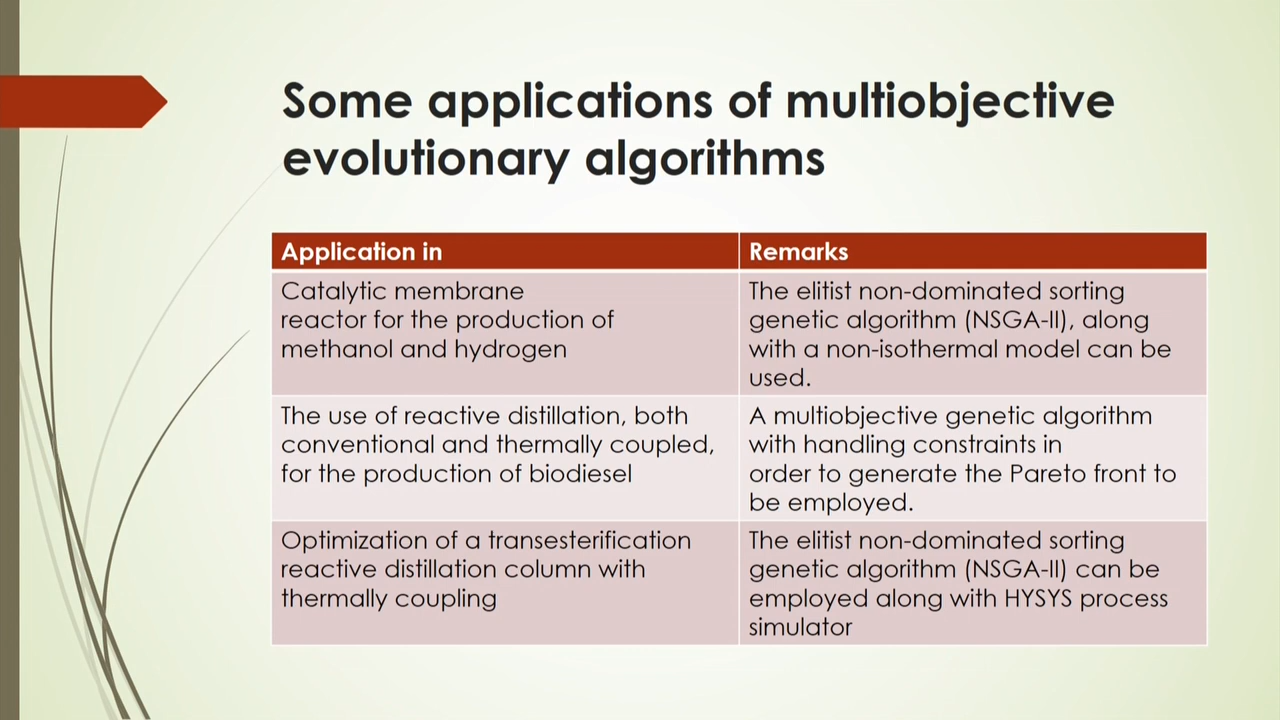 Some applications of multiobjective
evolutionary algorithms
Application in
Remarks
Catalytic membrane
reactor for the production of
methanol and hydrogen
The elitist non-dominated sorting
genetic algorithm (NSGA-II), along
with a non-isothermal model can be
used.
The use of reactive distillation, both
conventional and thermally coupled,
for the production of biodiesel
A multiobjective genetic algorithm
with handling constraints in
order to generate the Pareto front to
be employed.
Optimization of a transesterification
reactive distillation column with
thermally coupling
The elitist non-dominated sorting
genetic algorithm (NSGA-II) can be
employed along with HYSYS process
simulator